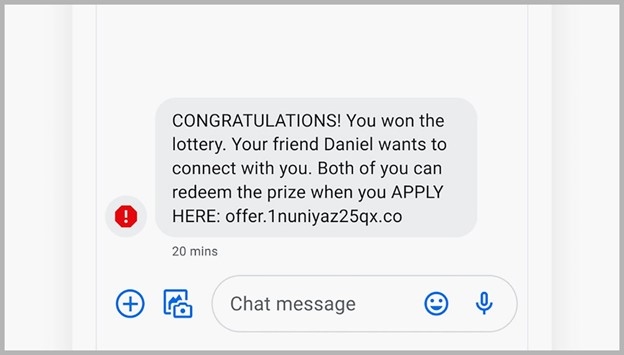 CONGRATULATIONS! You won the
lottery. Your friend Daniel wants to
connect with you. Both of you can
redeem the prize when you APPLY
HERE: offer.1nuniyaz25qx.co
20 mins
Chat message